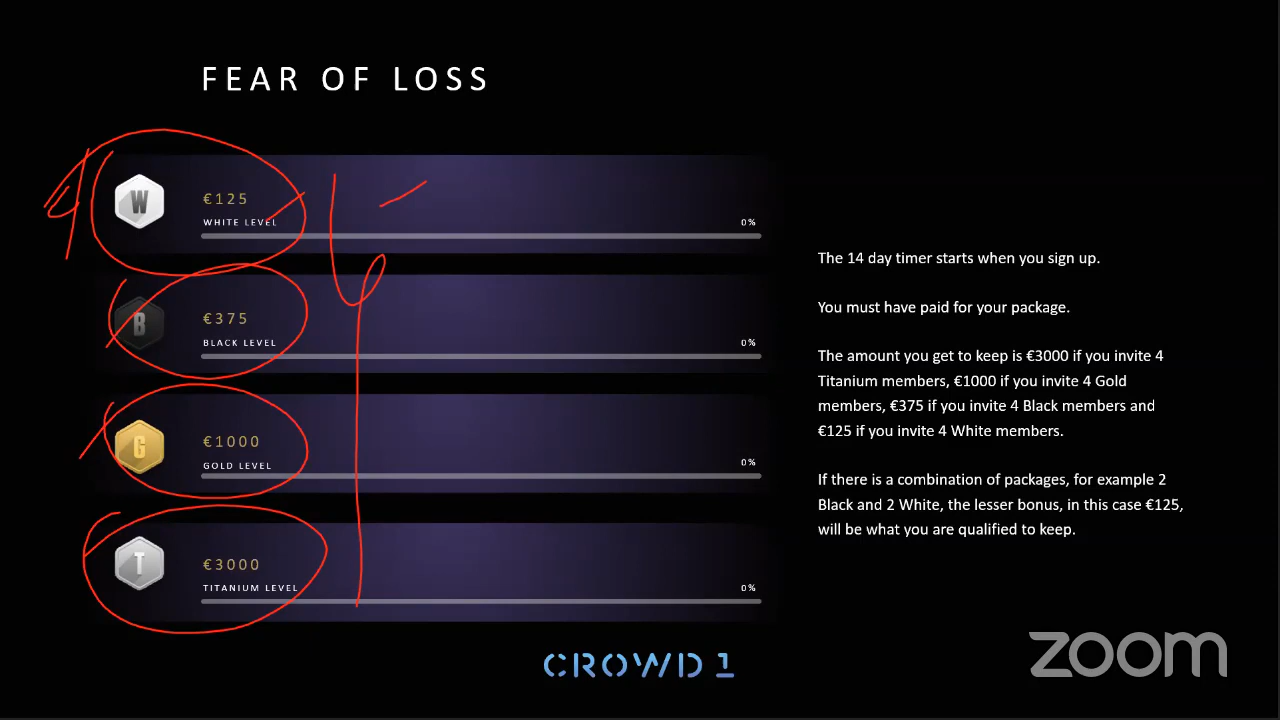 FEAR OF LOSS
4
W
€125
WHITE LEVEL
0%
B
€375
BLACK LEVEL
0%
G
€1000
GOLD LEVEL
0%
T
€3000
TITANIUM LEVEL
0%
The 14 day timer starts when you sign up.
You must have paid for your package.
The amount you get to keep is €3000 if you invite 4
Titanium members, €1000 if you invite 4 Gold
members, €375 if you invite 4 Black members and
€125 if you invite 4 White members.
If there is a combination of packages, for example 2
Black and 2 White, the lesser bonus, in this case €125,
will be what you are qualified to keep.
CROWD 1
zoom